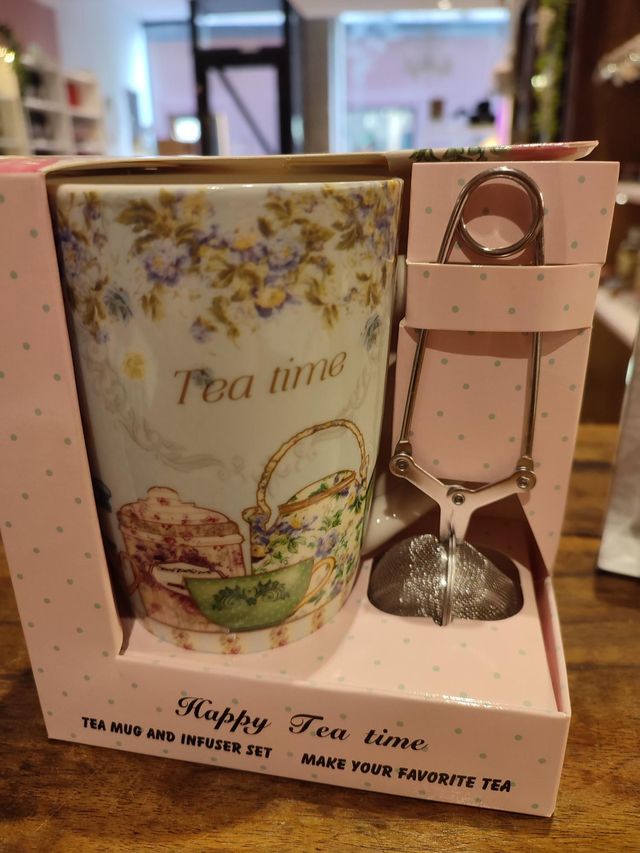 Tea time
Happy Tea time
TEA MUG AND INFUSER SET MAKE YOUR FAVORITE TEA